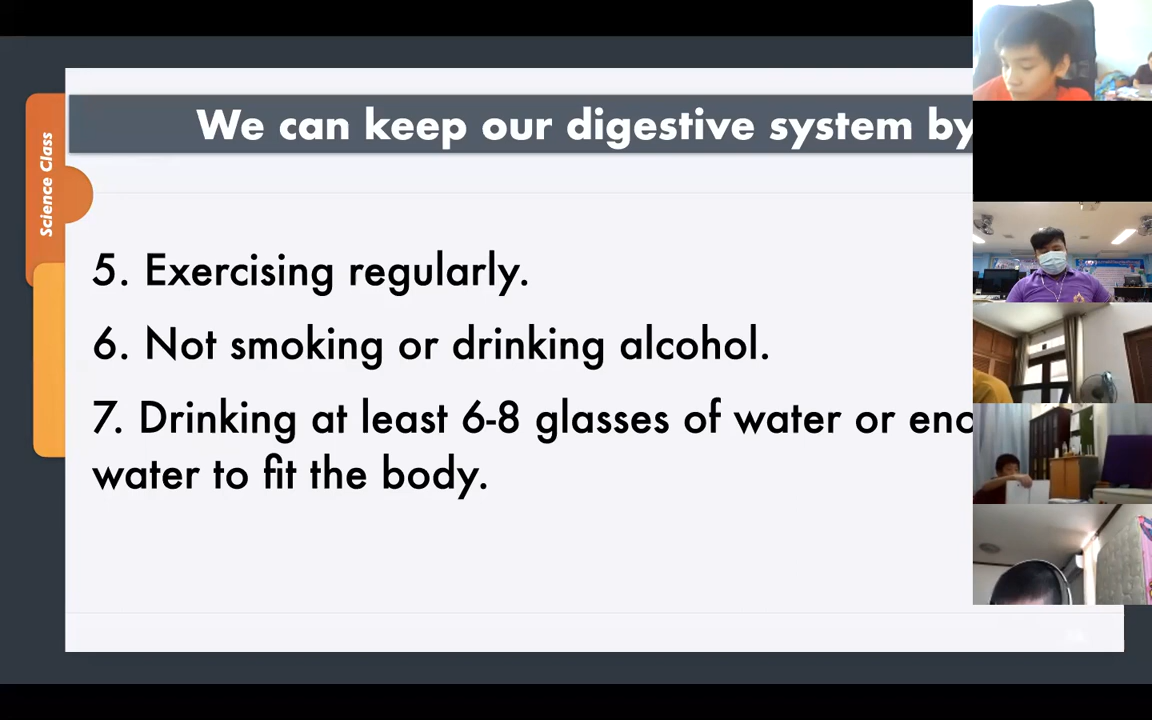 We can keep our digestive system by
Science Class
5. Exercising regularly.
6. Not smoking or drinking alcohol.
7. Drinking at least 6-8 glasses of water or
water to fit the body.